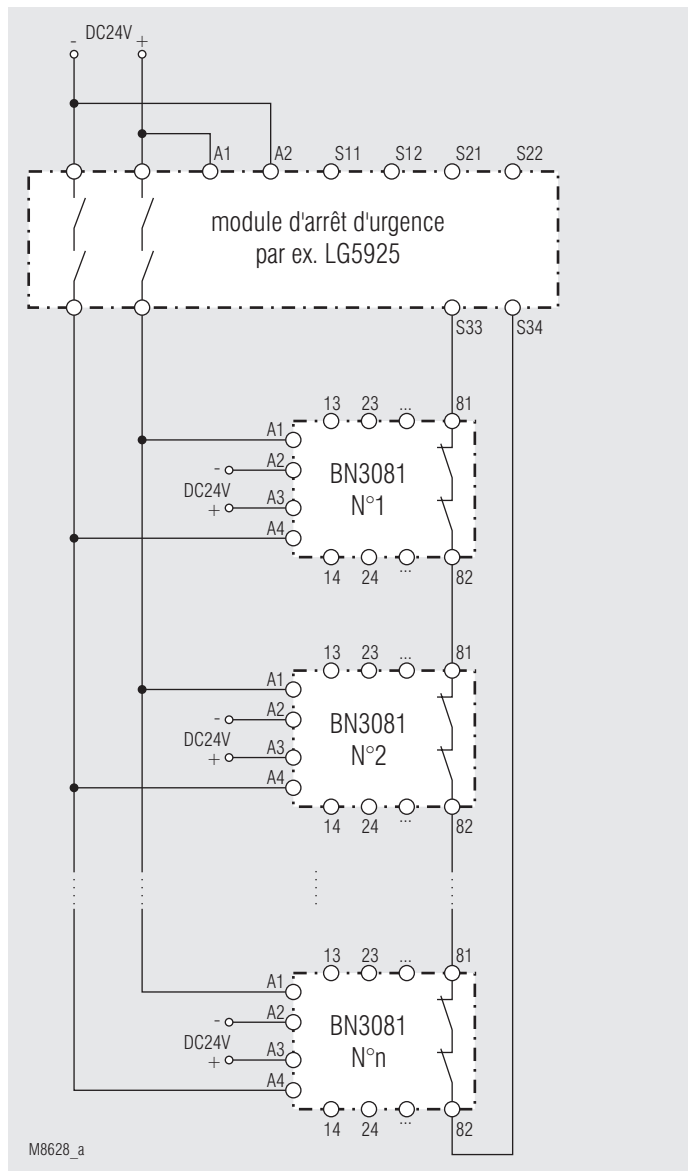 - DC24V +
A1 A2 S11 S12 S21 S22
module d'arrêt d'urgence
par ex. LG5925
S33 S34
13 23 ... 81
A1
- A2
BN3081
DC24V
+ A3
N°1
A4
14 24 ... 82
13 23 ... 81
A1
- A2
BN3081
DC24V
+ A3
N°2
A4
14 24 ... 82
13 23 ... 81
A1
- A2
BN3081
DC24V
+ A3
N°n
A4
14 24 ... 82
M8628_a